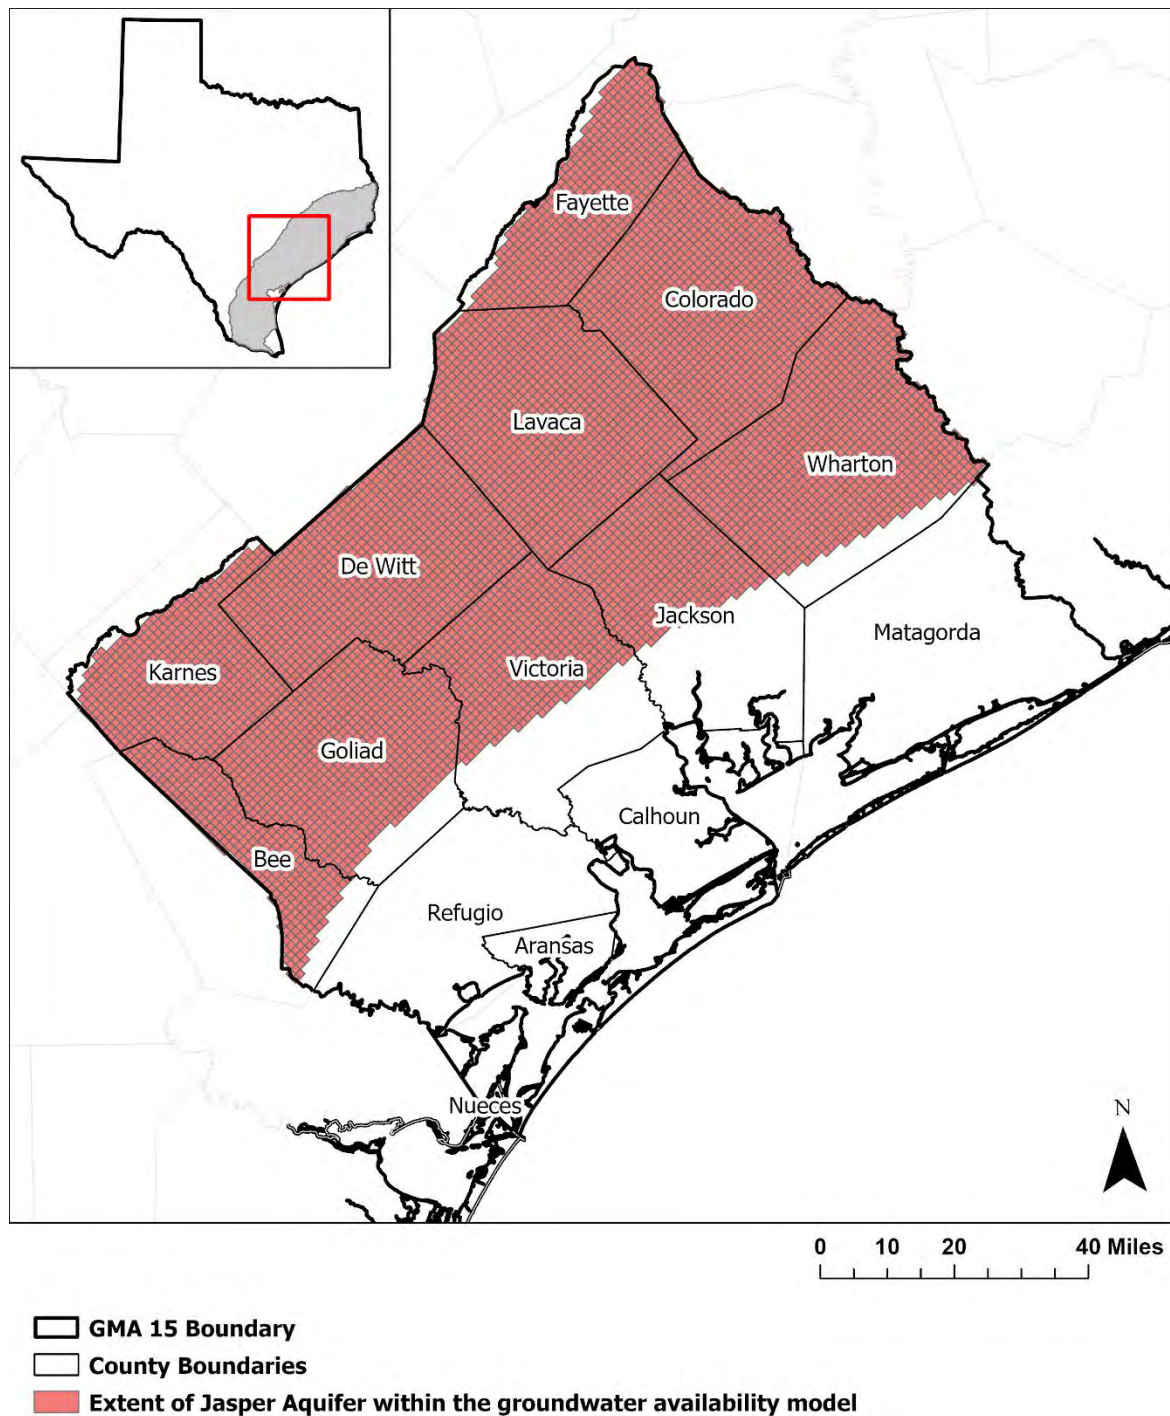 Fayette
Colorado
Lavaca
Wharton
De Witt
Jackson
Matagorda
Karnes
Victoria
Goliad
Calhoun
Bee
Refugio
Aransas
Nueces
N
0 10 20 40 Miles
GMA 15 Boundary
County Boundaries
Extent of Jasper Aquifer within the groundwater availability model